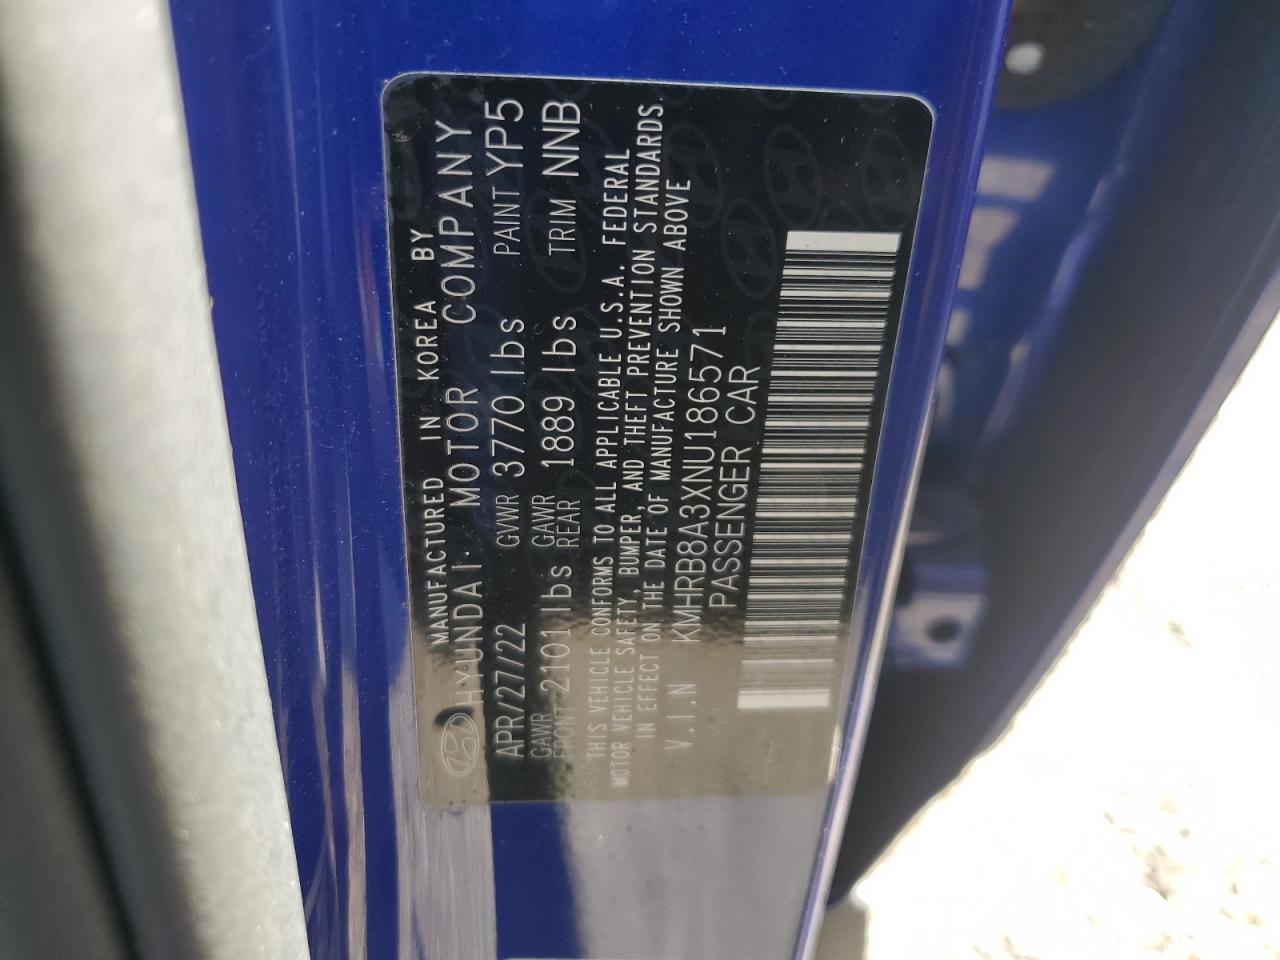 MANUFACTURED IN KOREA BY
HYUNDAI MOTOR COMPANY
APR/27/22 GVWR 3770 lbs PAINT YP5
GAWR FRONT 2101 lbs GAWR REAR 1889 lbs TRIM NNB
THIS VEHICLE CONFORMS TO ALL APPLICABLE U.S.A. FEDERAL
MOTOR VEHICLE SAFETY, BUMPER, AND THEFT PREVENTION STANDARDS
IN EFFECT ON THE DATE OF MANUFACTURE SHOWN ABOVE
V.I.N KMHRB8A3XNU186571
PASSENGER CAR